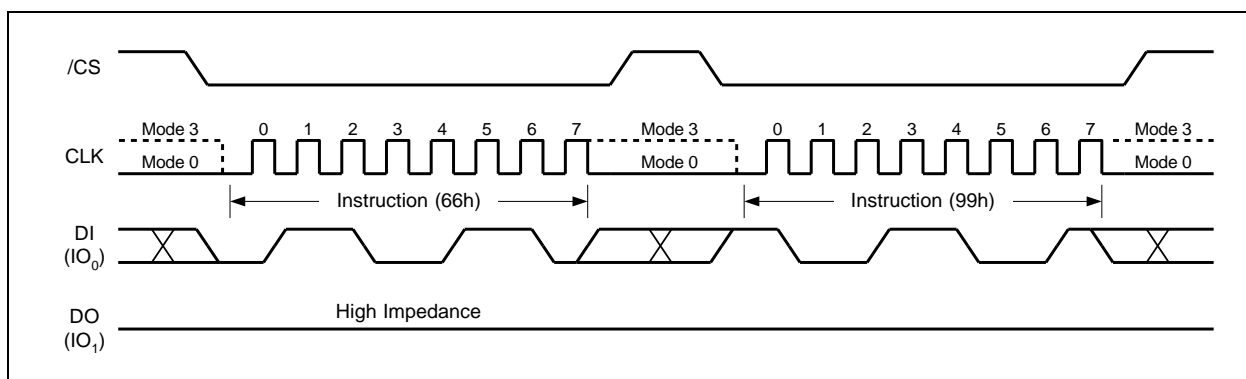 /CS
Mode 3 0 1 2 3 4 5 6 7 Mode 3 0 1 2 3 4 5 6 7 Mode 3
CLK
Mode 0 Mode 0 Mode 0
Instruction (66h) Instruction (99h)
DI
(IO₀)
High Impedance
DO
(IO₁)